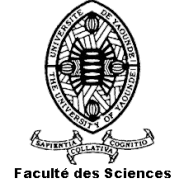 UNIVERSITE DE YAOUNDE I
THE UNIVERSITY OF YAOUNDE I
SAPIENTIA COLLATIVA COGNITIO
Faculté des Sciences